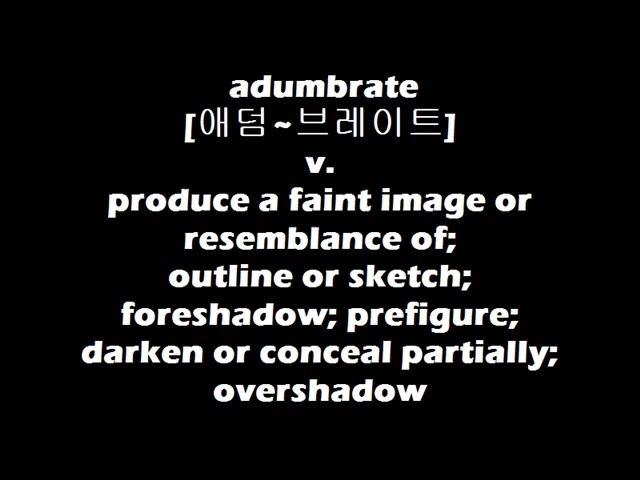 adumbrate
[애덤~브레이트]
v.
produce a faint image or
resemblance of;
outline or sketch;
foreshadow; prefigure;
darken or conceal partially;
overshadow